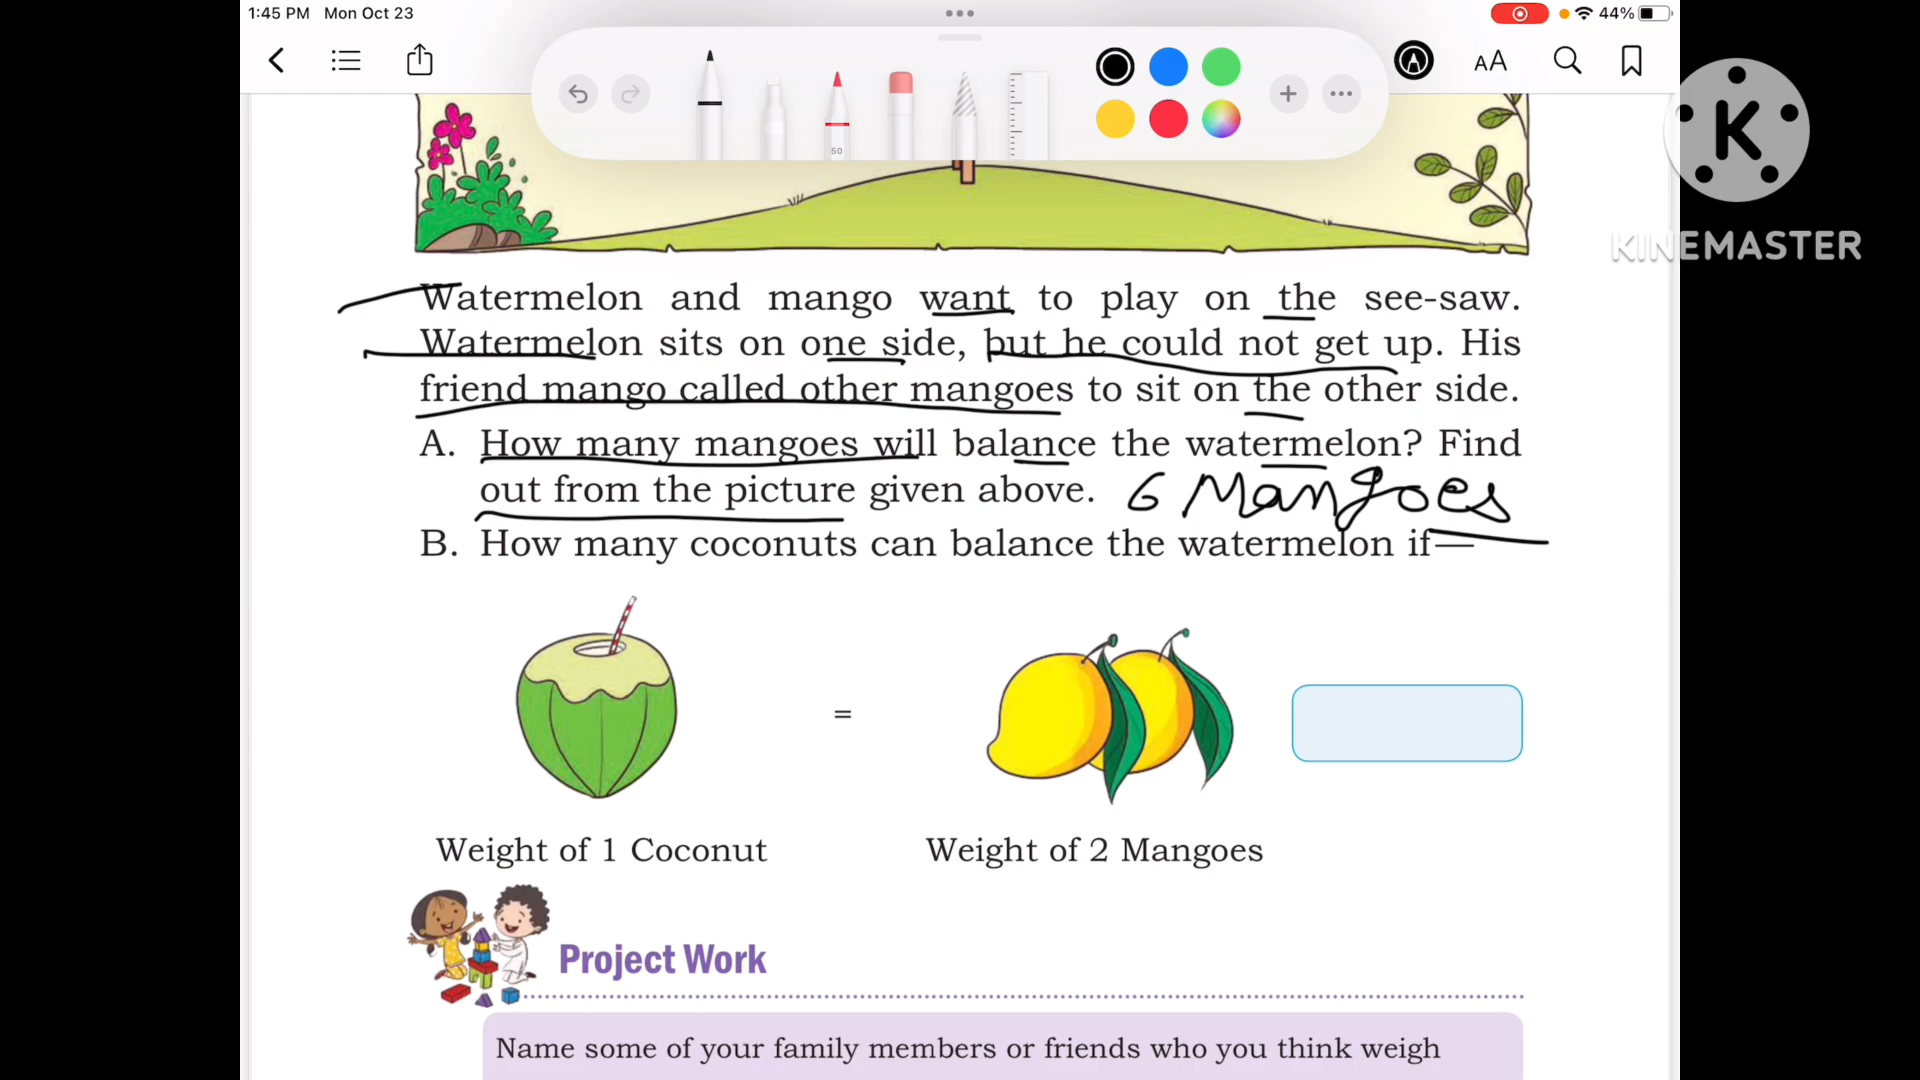 1:45 PM Mon Oct 23
44%
AA
50
K
KINEMASTER
Watermelon and mango want to play on the see-saw.
Watermelon sits on one side, but he could not get up. His
friend mango called other mangoes to sit on the other side.
A. How many mangoes will balance the watermelon? Find
out from the picture given above. 6 Mangoes
B. How many coconuts can balance the watermelon if—
=
Weight of 1 Coconut Weight of 2 Mangoes
Project Work
Name some of your family members or friends who you think weigh